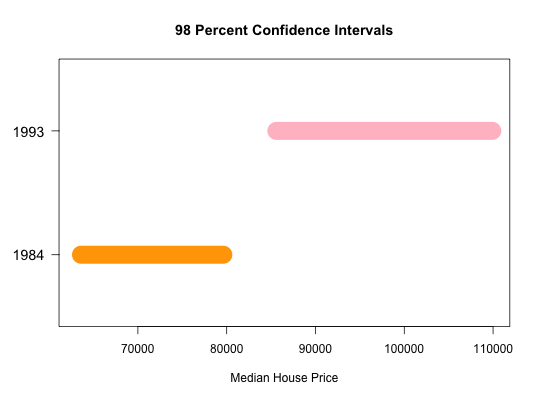 98 Percent Confidence Intervals
1993
1984
70000 80000 90000 100000 110000
Median House Price